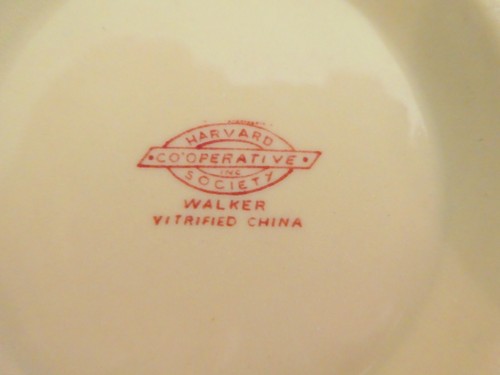 HARVARD
CO'OPERATIVE
INC
SOCIETY
WALKER
VITRIFIED CHINA